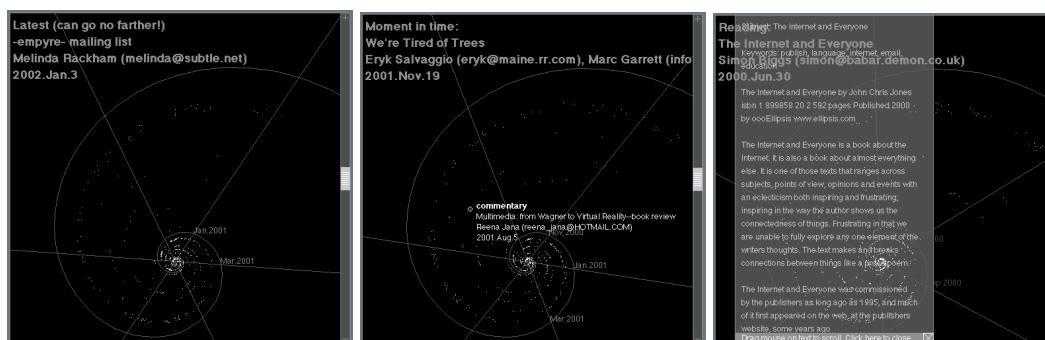 Latest (can go no farther!)
-empyre- mailing list
Melinda Rackham (melinda@subtle.net)
2002.Jan.3
Jan.2001
Mar.2001
Moment in time:
We're Tired of Trees
Eryk Salvaggio (eryk@maine.rr.com), Marc Garrett (info
2001.Nov.19
commentary
Multimedia: from Wagner to Virtual Reality--book review
Reena Jana (reena_jana@HOTMAIL.COM)
2001.Aug.5
Nov.2000
Jan.2001
Mar.2001
Reading:
The Internet and Everyone
Simon Biggs (simon@babar.demon.co.uk)
2000.Jun.30
Subject: The Internet and Everyone
Keywords: publish, language, internet, email,
education
The Internet and Everyone by John Chris Jones
isbn 1 899858 20 2 592 pages Published 2000
by oooEllipsis www.ellipsis.com
The Internet and Everyone is a book about the
Internet. It is also a book about almost everything
else. It is one of those texts that ranges across
subjects, points of view, opinions and events with
an eclecticism both inspiring and frustrating;
inspiring in the way the author shows us the
connectedness of things. Frustrating in that we
are unable to fully explore any one element of the
writers thoughts. The text makes and breaks
connections between things like a prose poem.
The Internet and Everyone was commissioned
by the publishers as long ago as 1995, and much
of it first appeared on the web, at the publishers
website, some years ago
Drag mouse on text to scroll. Click here to close